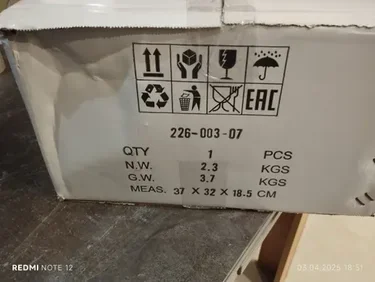 EAC
226-003-07
QTY 1 PCS
N.W. 2.3 KGS
G.W. 3.7 KGS
MEAS. 37 X 32 X 18.5 CM
REDMI NOTE 12
03.04.2025 18:31